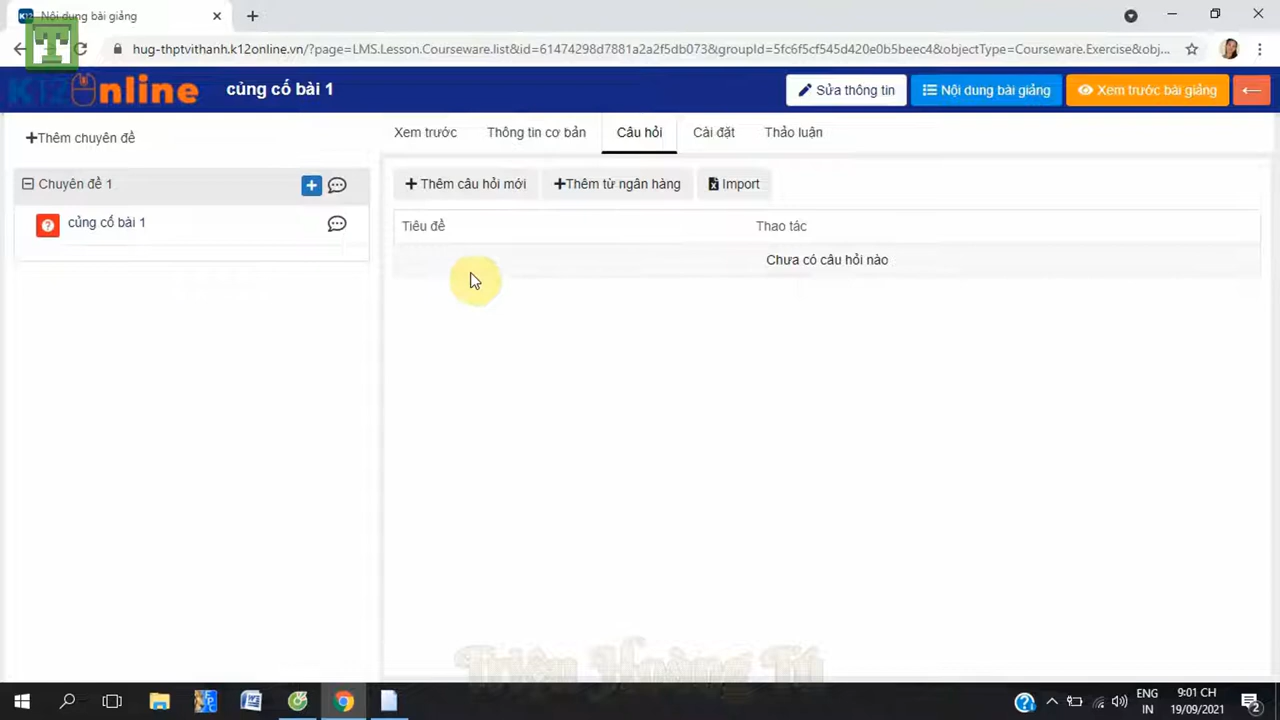 Nội dung bài giảng
hug-thptvithanh.k12online.vn/?page=LMS.Lesson.Courseware.list&id=61474298d7881a2a2f5db073&groupId=5fc6f5cf545d420e0b5beec4&objectType=Courseware.Exercise&obj...
K12Online
củng cố bài 1
Sửa thông tin
Nội dung bài giảng
Xem trước bài giảng
+Thêm chuyên đề
Xem trước
Thông tin cơ bản
Câu hỏi
Cài đặt
Thảo luận
Chuyên đề 1
+ Thêm câu hỏi mới
+Thêm từ ngân hàng
Import
củng cố bài 1
Tiêu đề
Thao tác
Chưa có câu hỏi nào
Triệu Hoàng Tú
ENG
IN
9:01 CH
19/09/2021
2